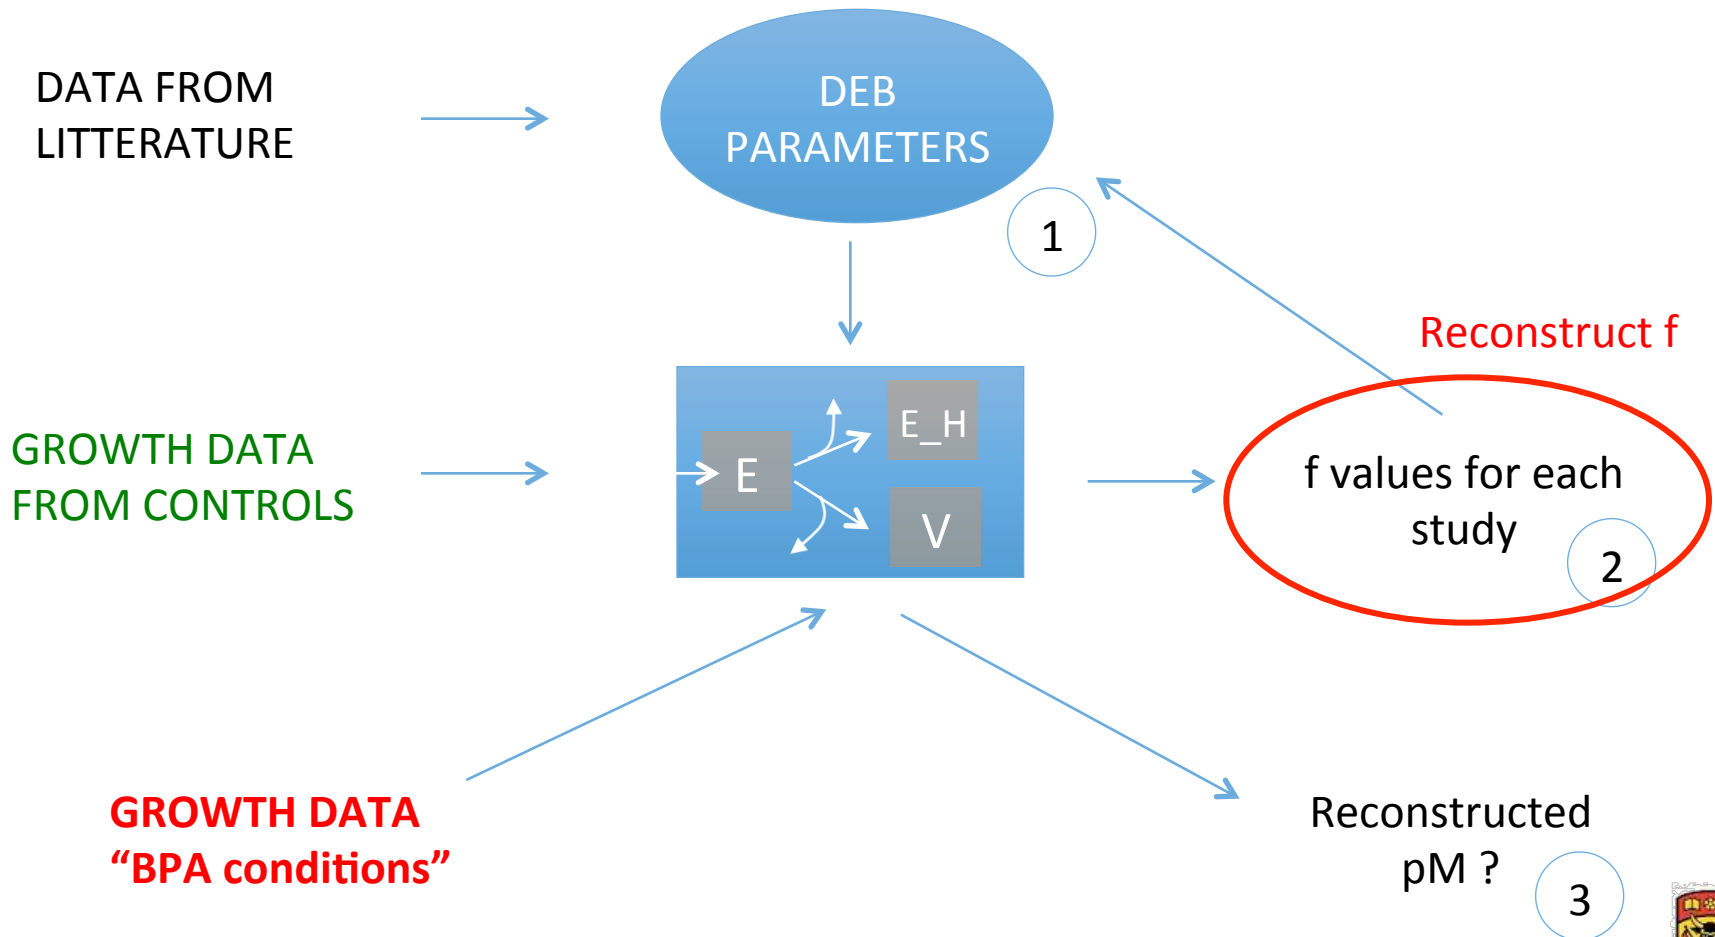 DATA FROM
LITTERATURE
DEB
PARAMETERS
1
Reconstruct f
GROWTH DATA
FROM CONTROLS
E
E_H
V
f values for each
study
2
GROWTH DATA
“BPA conditions”
Reconstructed
pM ?
3